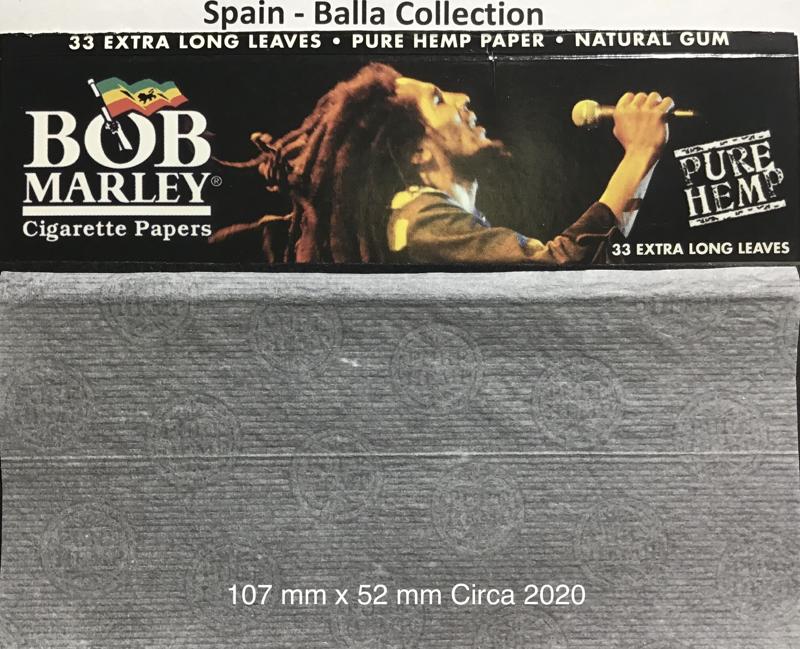 Spain - Balla Collection
33 EXTRA LONG LEAVES • PURE HEMP PAPER • NATURAL GUM
BOB
MARLEY®
Cigarette Papers
PURE
HEMP
33 EXTRA LONG LEAVES
107 mm x 52 mm Circa 2020